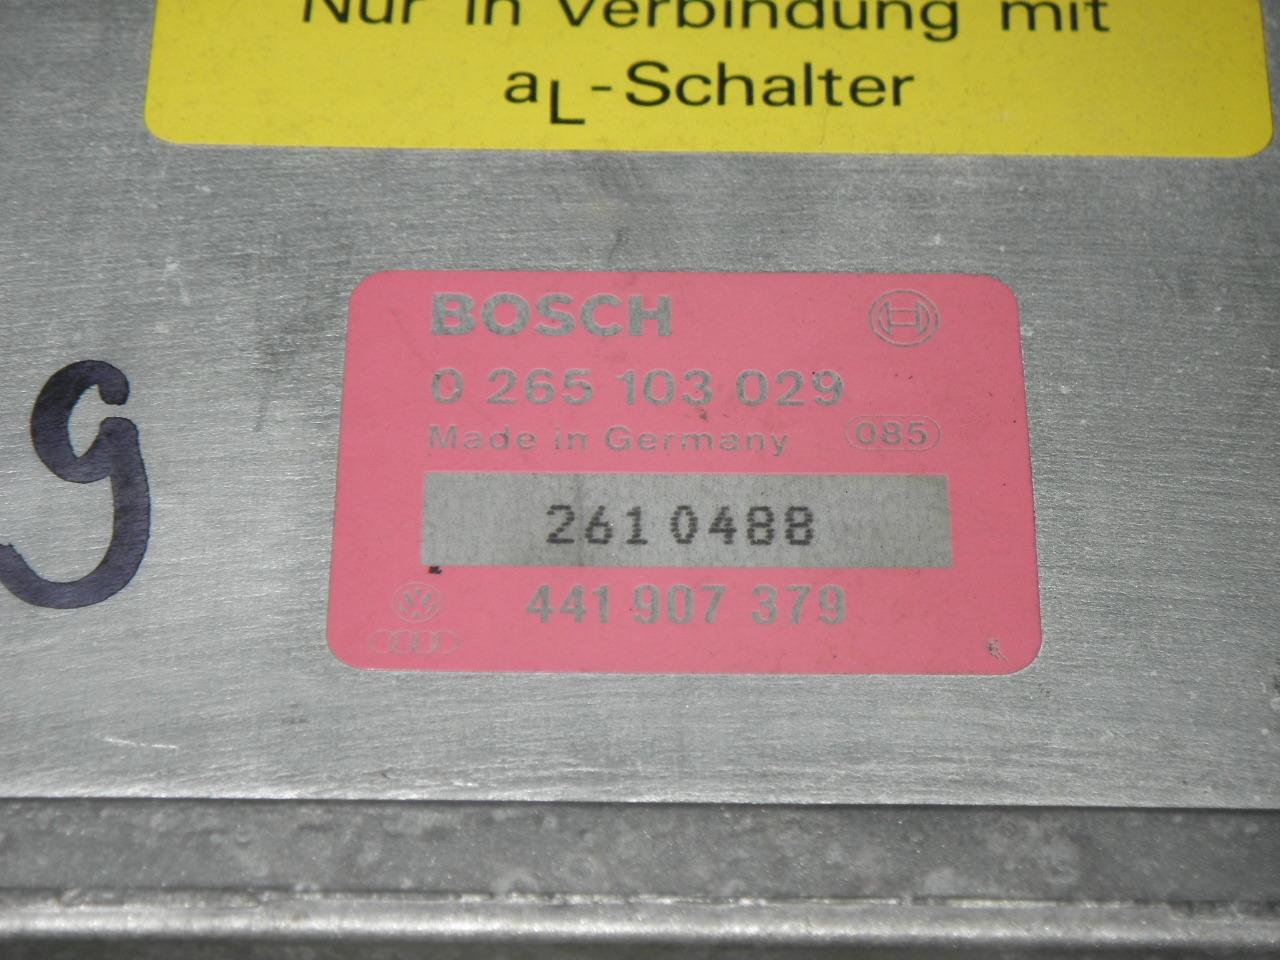 Nur in Verbindung mit
aL-Schalter
BOSCH
0 265 103 029
Made in Germany 085
261 0488
441 907 379